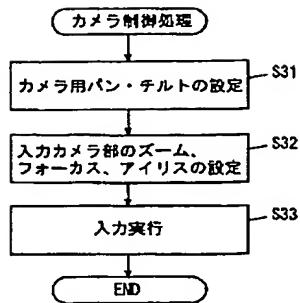 カメラ制御処理
S31
カメラ用パン・チルトの設定
S32
入力カメラ部のズーム、
フォーカス、アイリスの設定
S33
入力実行
END